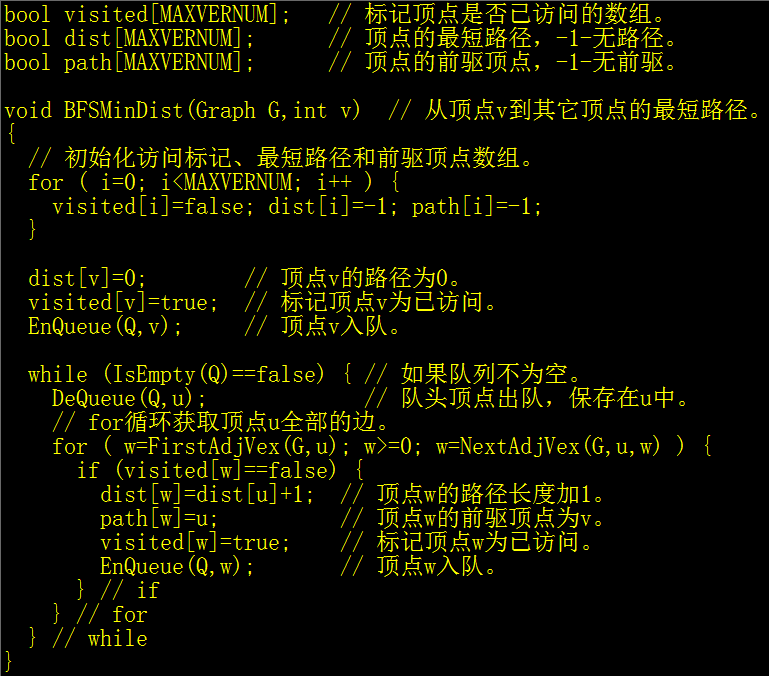 bool visited[MAXVERNUM];   // 标记顶点是否已访问的数组。
bool dist[MAXVERNUM];      // 顶点的最短路径，-1-无路径。
bool path[MAXVERNUM];      // 顶点的前驱顶点，-1-无前驱。

void BFSMinDist(Graph G,int v)  // 从顶点v到其它顶点的最短路径。
{
  // 初始化访问标记、最短路径和前驱顶点数组。
  for ( i=0; i<MAXVERNUM; i++ ) {
    visited[i]=false; dist[i]=-1; path[i]=-1;
  }

  dist[v]=0;        // 顶点v的路径为0。
  visited[v]=true;  // 标记顶点v为已访问。
  EnQueue(Q,v);     // 顶点v入队。

  while (IsEmpty(Q)==false) { // 如果队列不为空。
    DeQueue(Q,u);             // 队头顶点出队，保存在u中。
    // for循环获取顶点u全部的边。
    for ( w=FirstAdjVex(G,u); w>=0; w=NextAdjVex(G,u,w) ) {
      if (visited[w]==false) {
        dist[w]=dist[u]+1;  // 顶点w的路径长度加1。
        path[w]=u;          // 顶点w的前驱顶点为v。
        visited[w]=true;    // 标记顶点w为已访问。
        EnQueue(Q,w);       // 顶点w入队。
      } // if
    } // for
  } // while
}